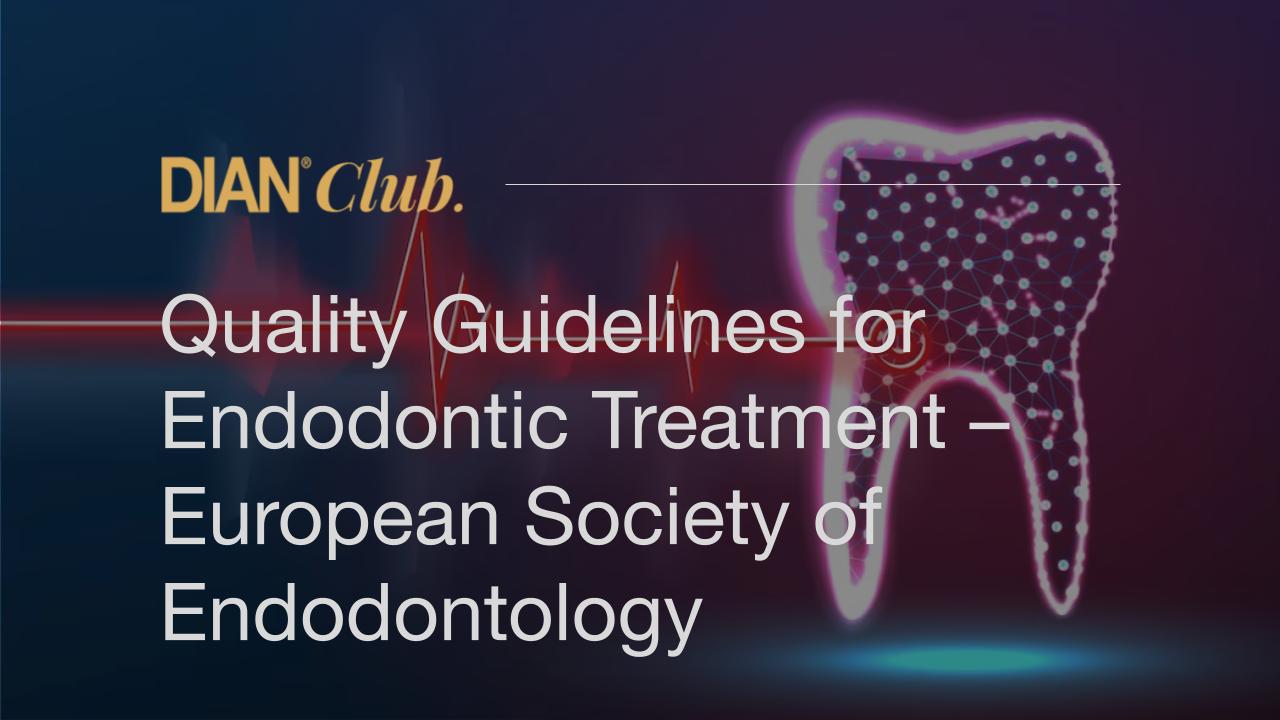 DIAN® Club.
Quality Guidelines for
Endodontic Treatment –
European Society of
Endodontology